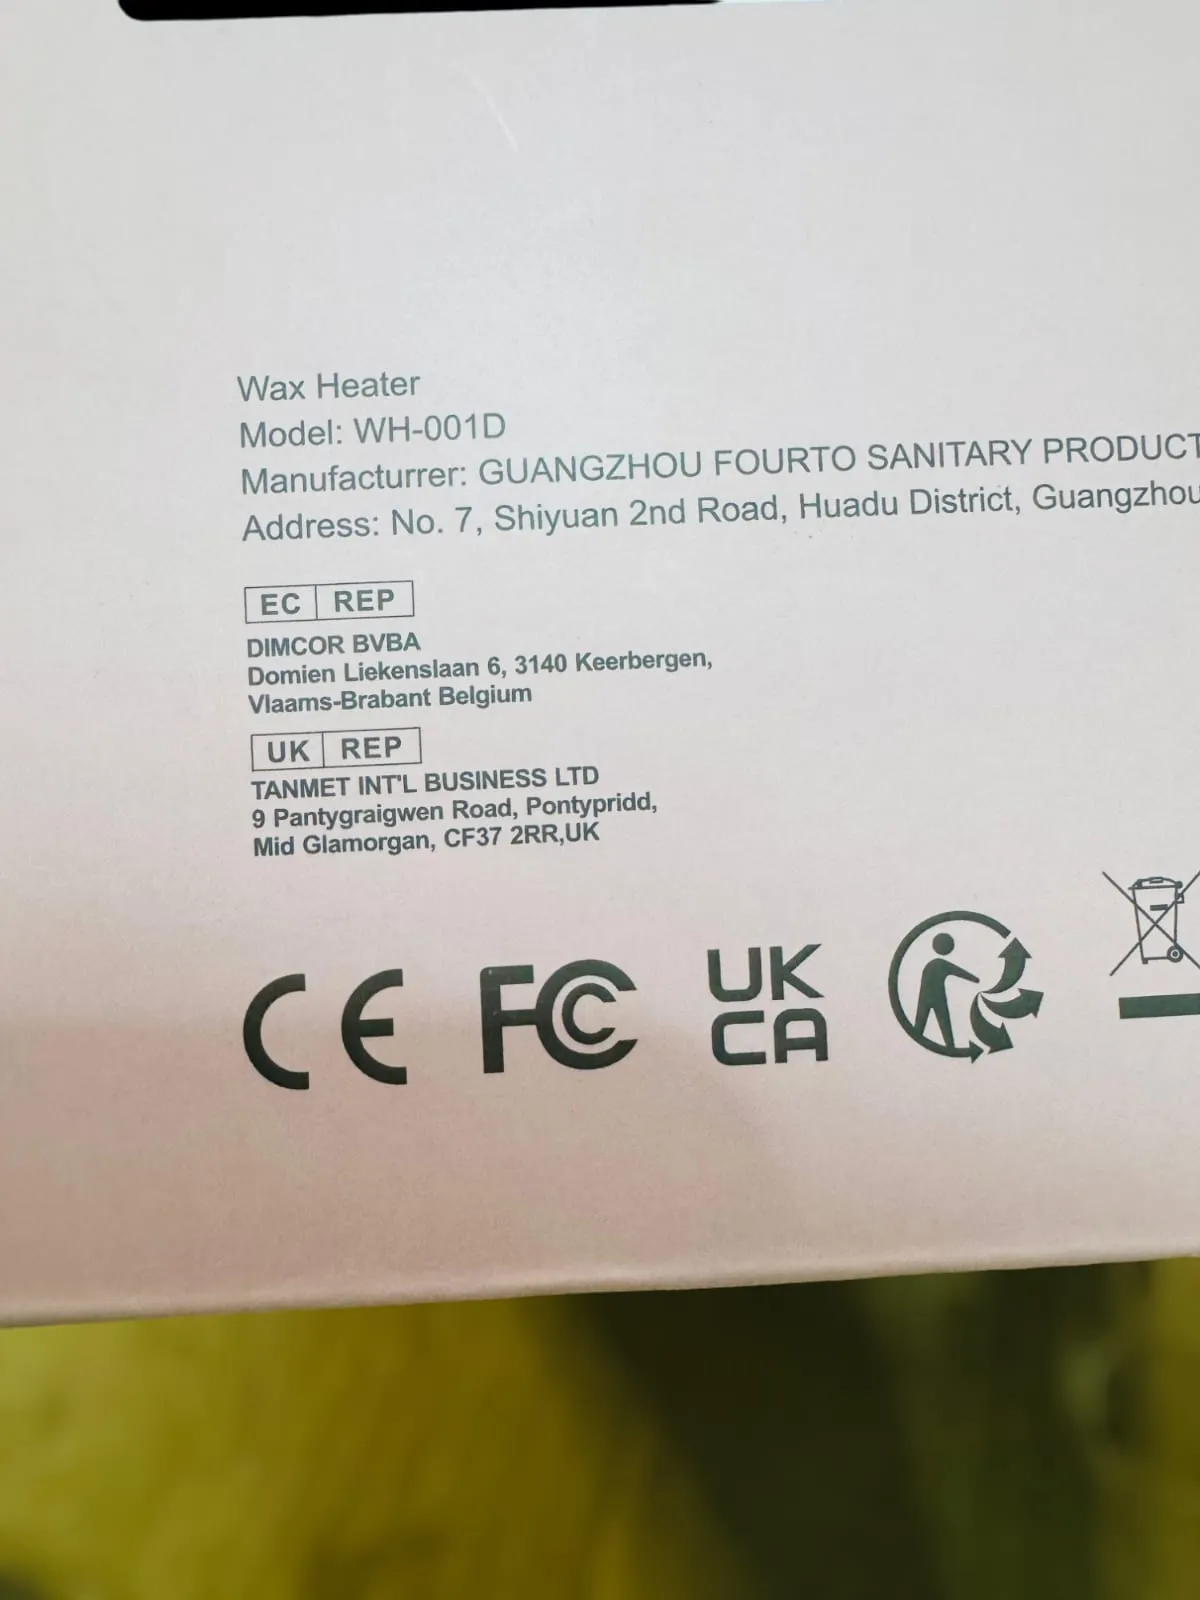 Wax Heater
Model: WH-001D
Manufacturrer: GUANGZHOU FOURTO SANITARY PRODUCT
Address: No. 7, Shiyuan 2nd Road, Huadu District, Guangzhou
EC REP
DIMCOR BVBA
Domien Liekenslaan 6, 3140 Keerbergen,
Vlaams-Brabant Belgium
UK REP
TANMET INT'L BUSINESS LTD
9 Pantygraigwen Road, Pontypridd,
Mid Glamorgan, CF37 2RR,UK
CE FC UK
CA